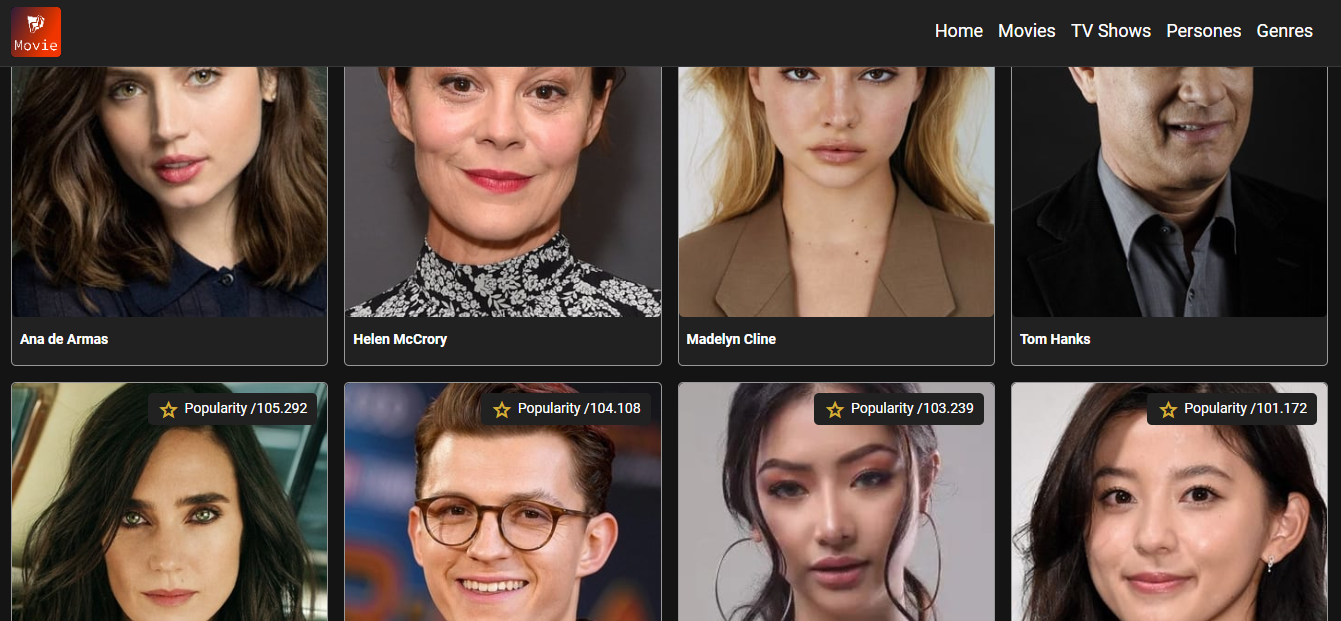 Movie
Home Movies TV Shows Persones Genres
Ana de Armas
Helen McCrory
Madelyn Cline
Tom Hanks
Popularity /105.292
Popularity /104.108
Popularity /103.239
Popularity /101.172